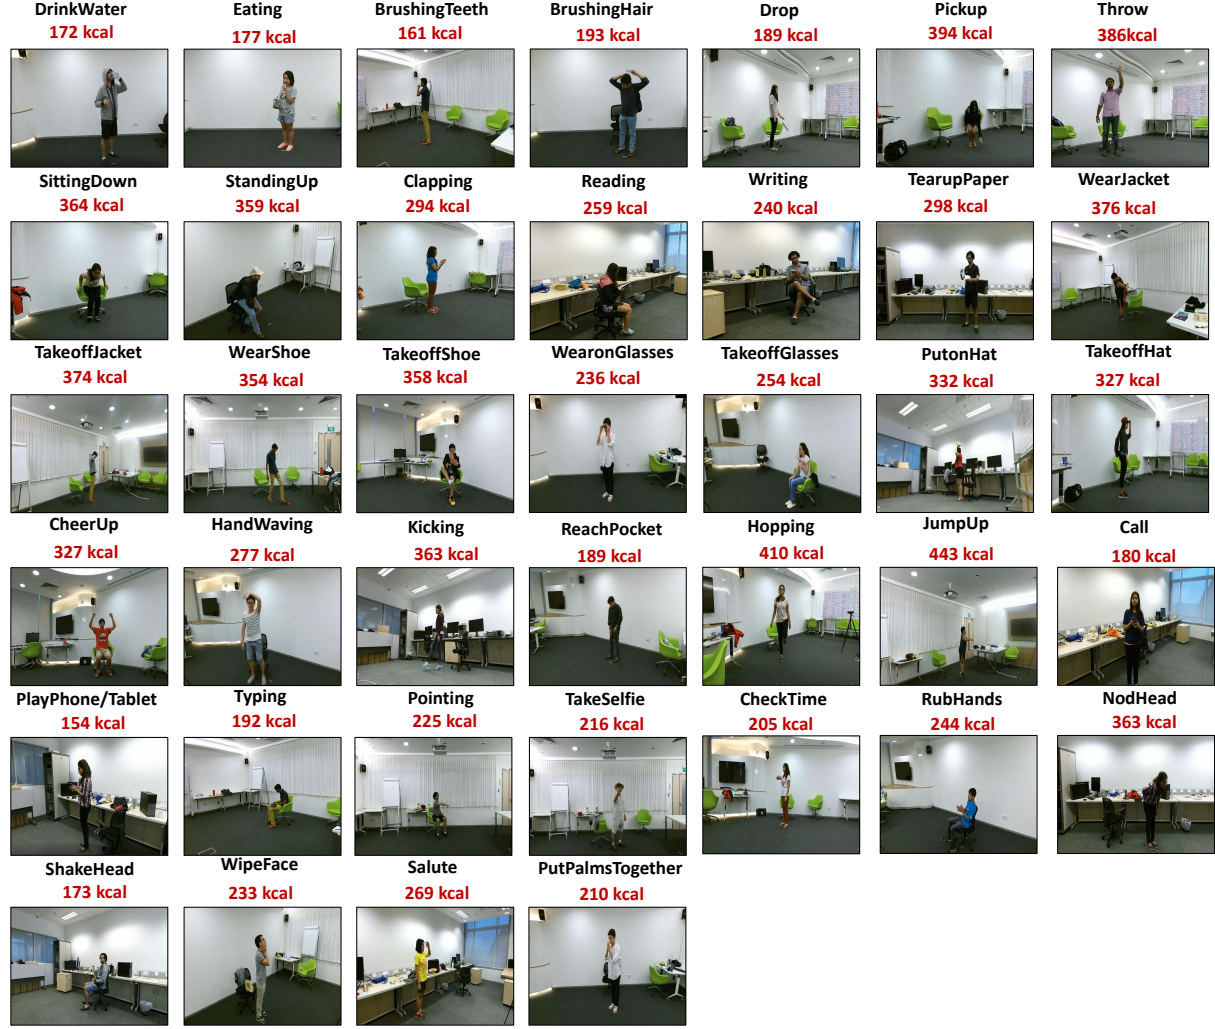 DrinkWater Eating BrushingTeeth BrushingHair Drop Pickup Throw
172 kcal 177 kcal 161 kcal 193 kcal 189 kcal 394 kcal 386kcal
SittingDown StandingUp Clapping Reading Writing TearupPaper WearJacket
364 kcal 359 kcal 294 kcal 259 kcal 240 kcal 298 kcal 376 kcal
TakeoffJacket WearShoe TakeoffShoe WearonGlasses TakeoffGlasses PutonHat TakeoffHat
374 kcal 354 kcal 358 kcal 236 kcal 254 kcal 332 kcal 327 kcal
CheerUp HandWaving Kicking ReachPocket Hopping JumpUp Call
327 kcal 277 kcal 363 kcal 189 kcal 410 kcal 443 kcal 180 kcal
PlayPhone/Tablet Typing Pointing TakeSelfie CheckTime RubHands NodHead
154 kcal 192 kcal 225 kcal 216 kcal 205 kcal 244 kcal 363 kcal
ShakeHead WipeFace Salute PutPalmsTogether
173 kcal 233 kcal 269 kcal 210 kcal